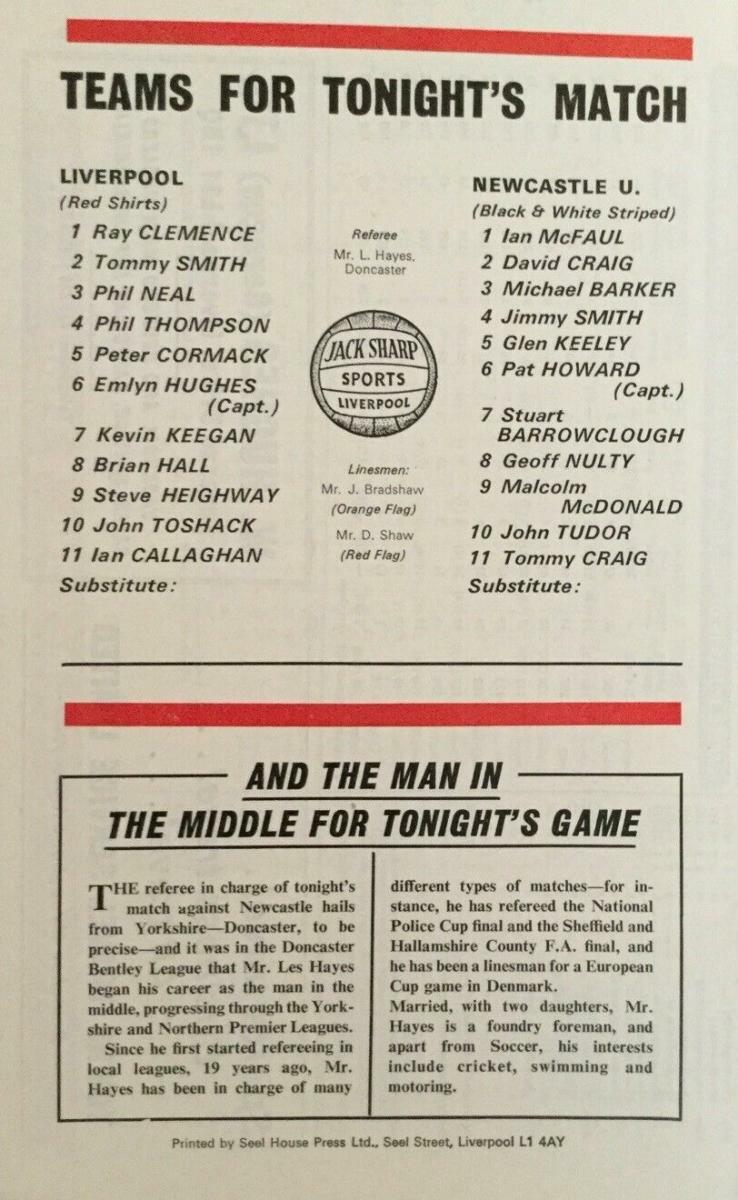 TEAMS FOR TONIGHT'S MATCH
LIVERPOOL
(Red Shirts)
1 Ray CLEMENCE
2 Tommy SMITH
3 Phil NEAL
4 Phil THOMPSON
5 Peter CORMACK
6 Emlyn HUGHES
(Capt.)
7 Kevin KEEGAN
8 Brian HALL
9 Steve HEIGHWAY
10 John TOSHACK
11 Ian CALLAGHAN
Substitute:
Referee
Mr. L. Hayes,
Doncaster
JACK SHARP
SPORTS
LIVERPOOL
Linesmen:
Mr. J. Bradshaw
(Orange Flag)
Mr. D. Shaw
(Red Flag)
NEWCASTLE U.
(Black & White Striped)
1 Ian McFAUL
2 David CRAIG
3 Michael BARKER
4 Jimmy SMITH
5 Glen KEELEY
6 Pat HOWARD
(Capt.)
7 Stuart
BARROWCLOUGH
8 Geoff NULTY
9 Malcolm
McDONALD
10 John TUDOR
11 Tommy CRAIG
Substitute:
AND THE MAN IN
THE MIDDLE FOR TONIGHT'S GAME
THE referee in charge of tonight's
match against Newcastle hails
from Yorkshire—Doncaster, to be
precise—and it was in the Doncaster
Bentley League that Mr. Les Hayes
began his career as the man in the
middle, progressing through the York-
shire and Northern Premier Leagues.
Since he first started refereeing in
local leagues, 19 years ago, Mr.
Hayes has been in charge of many
different types of matches—for in-
stance, he has refereed the National
Police Cup final and the Sheffield and
Hallamshire County F.A. final, and
he has been a linesman for a European
Cup game in Denmark.
Married, with two daughters, Mr.
Hayes is a foundry foreman, and
apart from Soccer, his interests
include cricket, swimming and
motoring.
Printed by Seel House Press Ltd., Seel Street, Liverpool L1 4AY